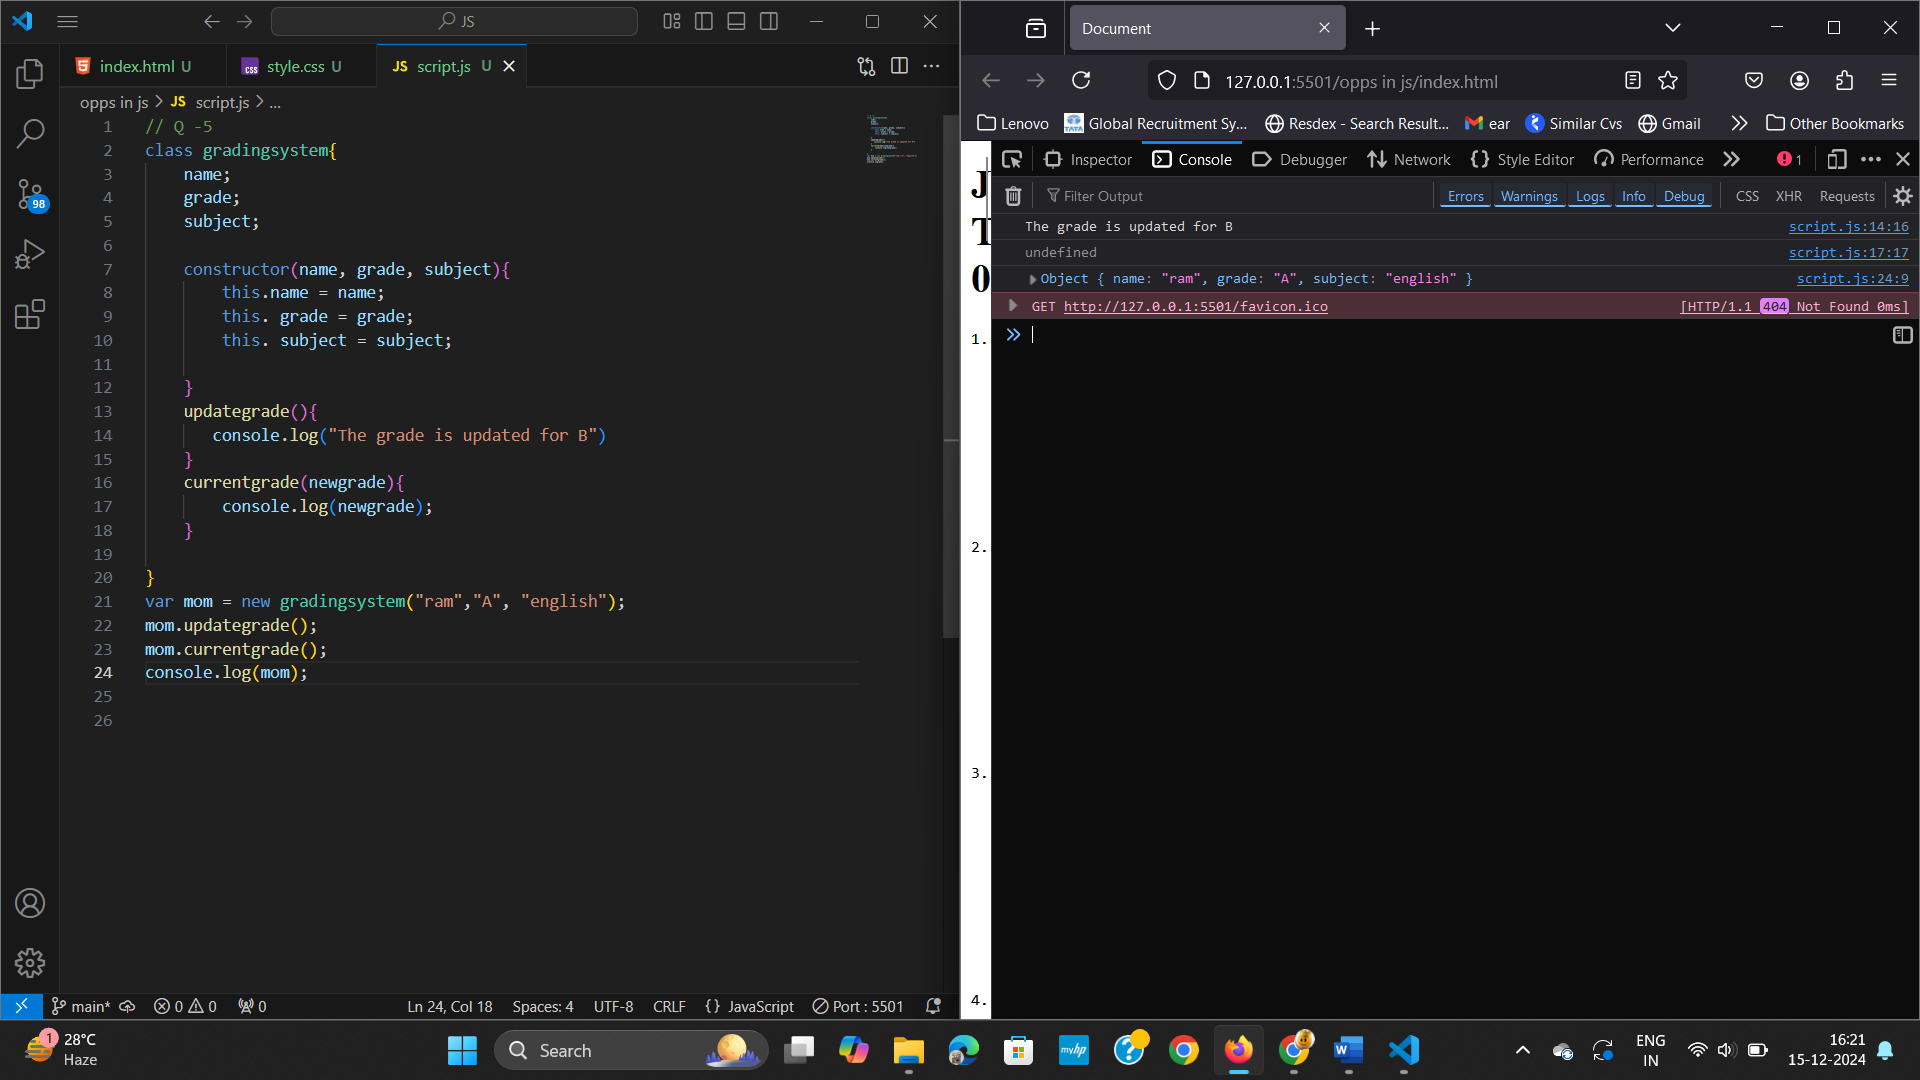 JS
index.html U
style.css U
JS script.js U
opps in js > JS script.js > ...
1 // Q -5
2 class gradingsystem{
3 name;
4 grade;
5 subject;
6
7 constructor(name, grade, subject){
8 this.name = name;
9 this. grade = grade;
10 this. subject = subject;
11
12 }
13 updategrade(){
14 console.log("The grade is updated for B")
15 }
16 currentgrade(newgrade){
17 console.log(newgrade);
18 }
19
20 }
21 var mom = new gradingsystem("ram","A", "english");
22 mom.updategrade();
23 mom.currentgrade();
24 console.log(mom);
25
26
98
main* 0 0 0 Ln 24, Col 18 Spaces: 4 UTF-8 CRLF {} JavaScript Port : 5501
Document
127.0.0.1:5501/opps in js/index.html
Lenovo TATA Global Recruitment Sy... Resdex - Search Result... ear Similar Cvs Gmail Other Bookmarks
Inspector Console Debugger Network Style Editor Performance 1
Filter Output Errors Warnings Logs Info Debug CSS XHR Requests
The grade is updated for B script.js:14:16
undefined script.js:17:17
Object { name: "ram", grade: "A", subject: "english" } script.js:24:9
GET http://127.0.0.1:5501/favicon.ico [HTTP/1.1 404 Not Found 0ms]
J
T
0
1.
2.
3.
4.
1
28°C
Haze
Search
myhp
ENG
IN
16:21
15-12-2024